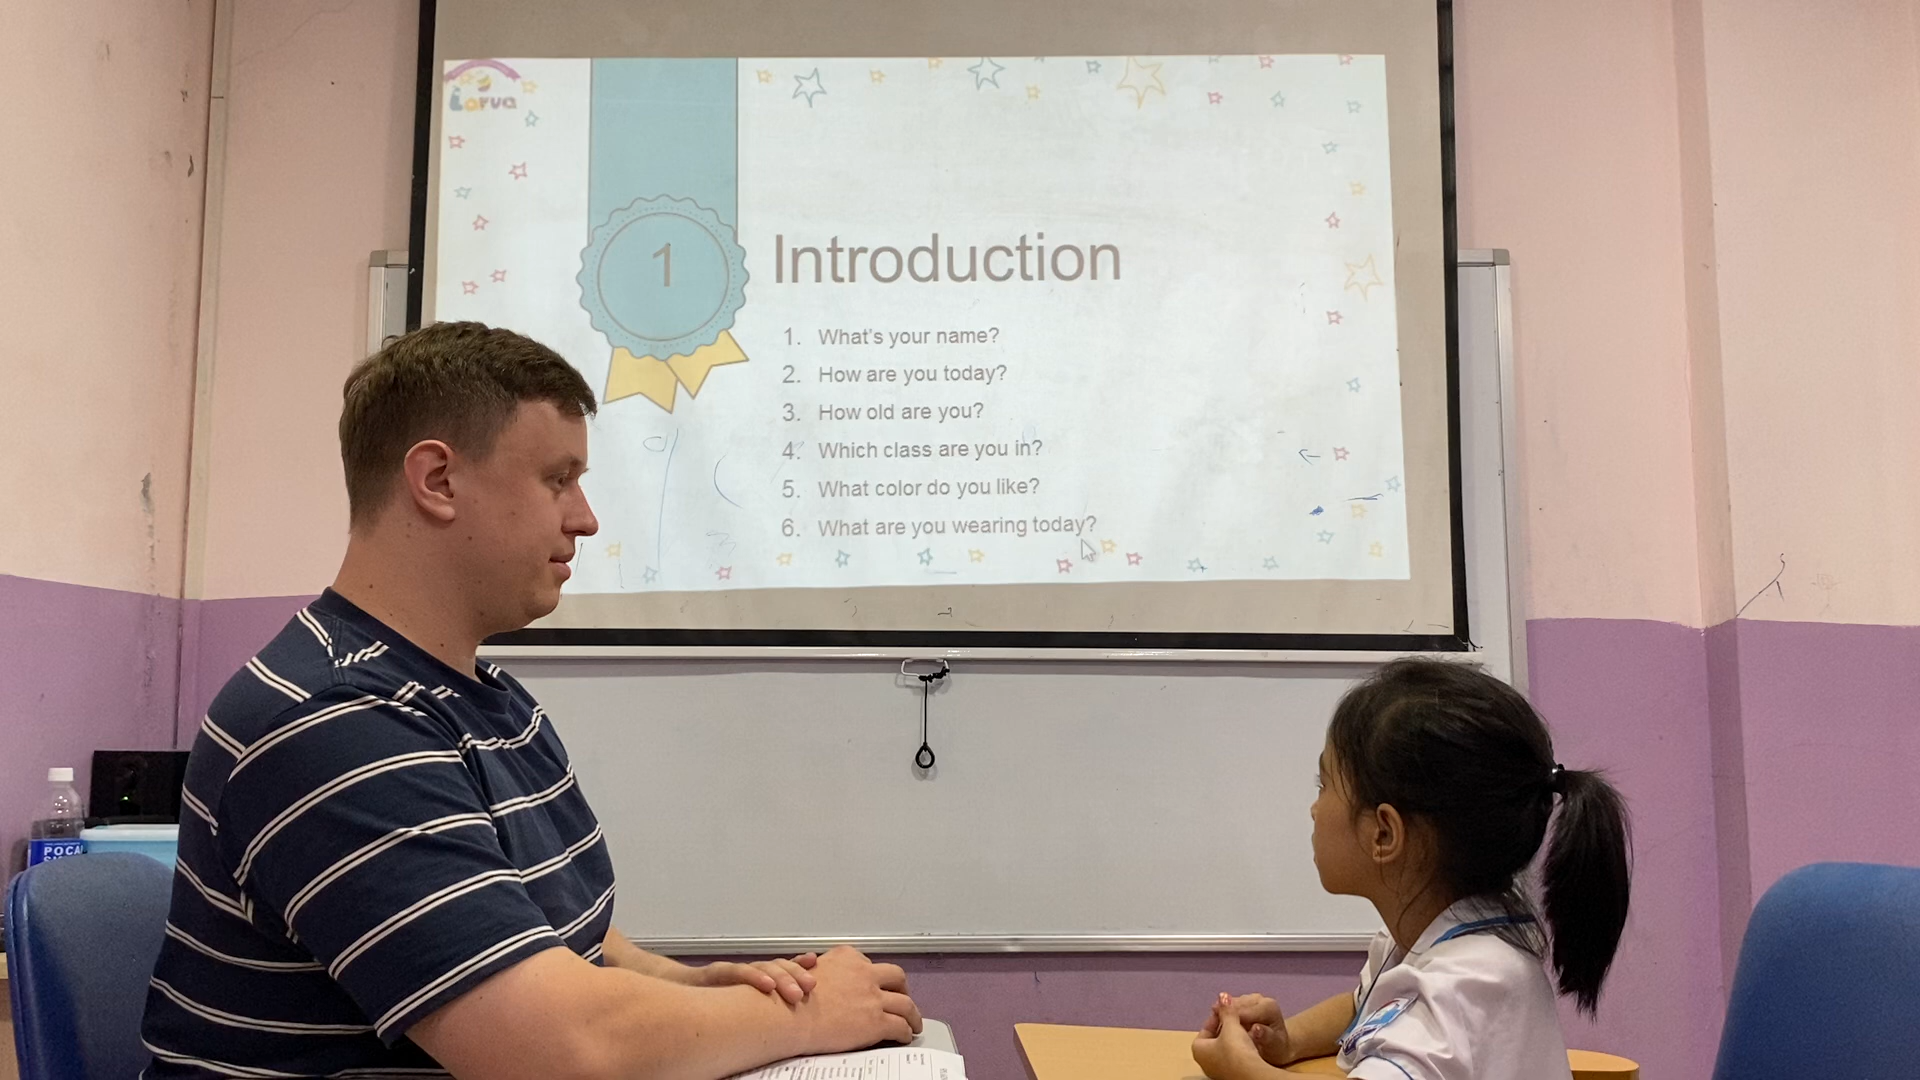 Larva
1
Introduction
1. What's your name?
2. How are you today?
3. How old are you?
4. Which class are you in?
5. What color do you like?
6. What are you wearing today?
POCA